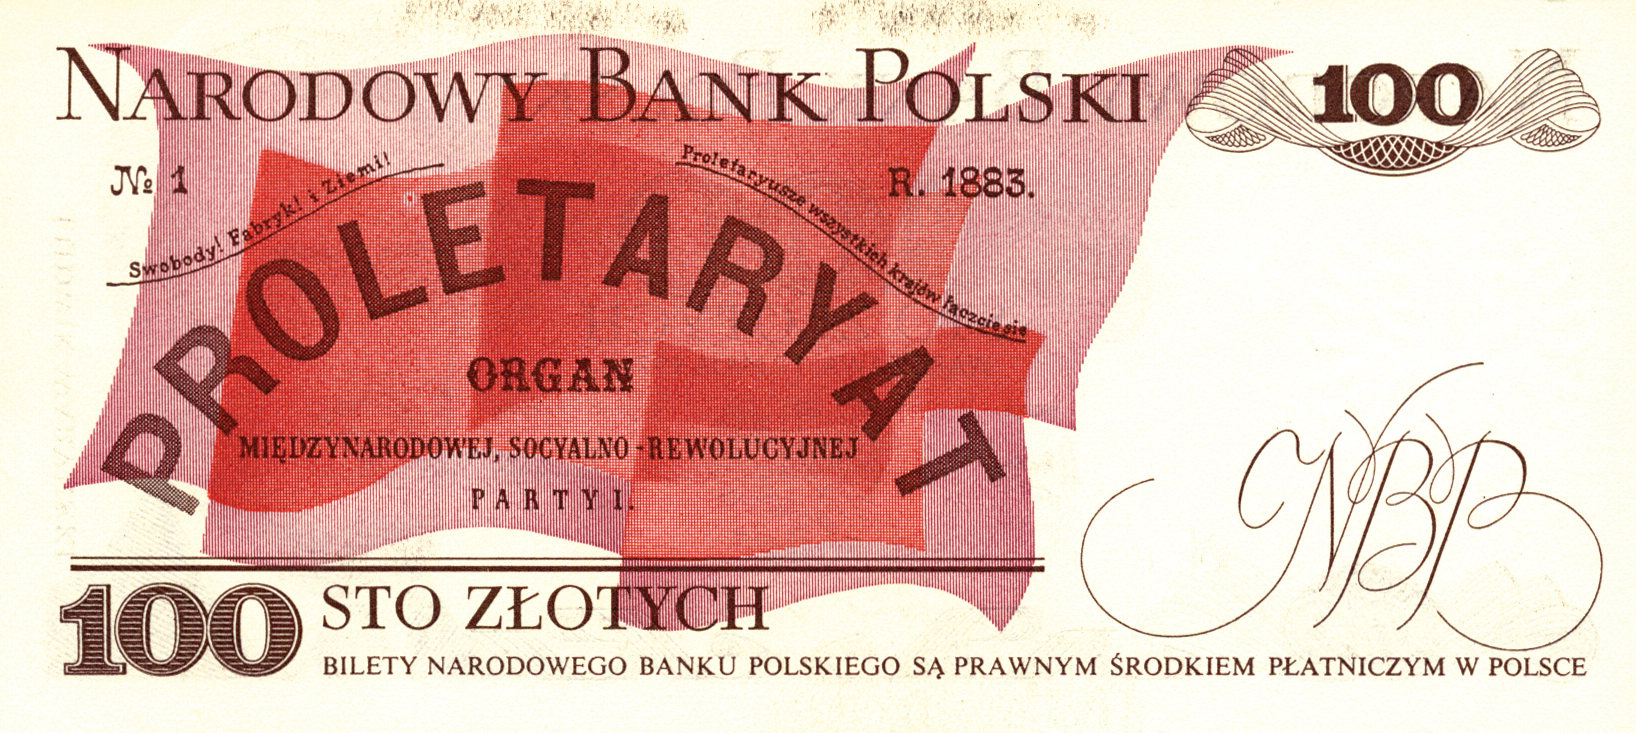 NARODOWY BANK POLSKI
100
№ 1
Swobody! Fabryk! i Ziemi!
Proletaryusze wszystkich krajów łączcie się
R. 1883.
PROLETARYAT
ORGAN
MIĘDZYNARODOWEJ, SOCYALNO-REWOLUCYJNEJ
PARTYI.
NBP
100
STO ZŁOTYCH
BILETY NARODOWEGO BANKU POLSKIEGO SĄ PRAWNYM ŚRODKIEM PŁATNICZYM W POLSCE